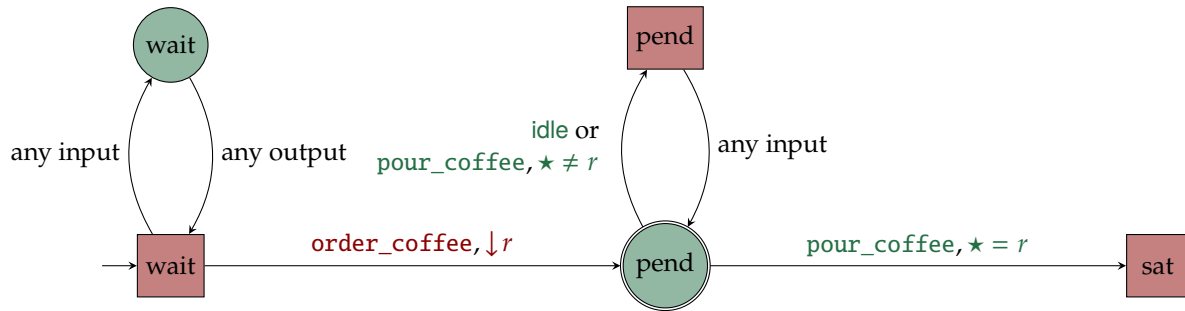 wait
pend
idle or
pour_coffee, ★ ≠ r
any input
any output
any input
order_coffee, ↓r
pour_coffee, ★ = r
wait
pend
sat